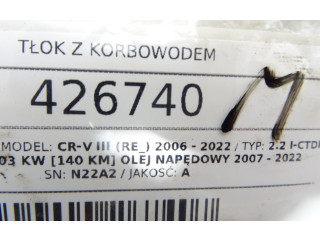 TŁOK Z KORBOWODEM
426740
MODEL: CR-V III (RE_) 2006 - 2022 / TYP: 2.2 I-CTDI
03 KW [140 KM] OLEJ NAPĘDOWY 2007 - 2022
SN: N22A2 / JAKOŚĆ: A